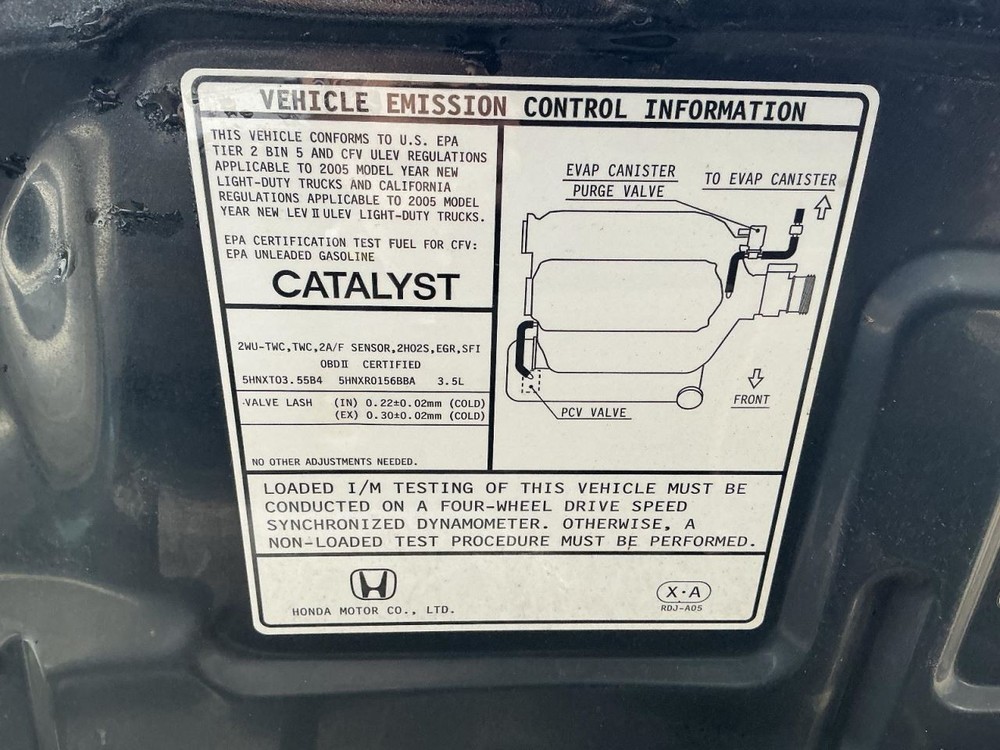 VEHICLE EMISSION CONTROL INFORMATION
THIS VEHICLE CONFORMS TO U.S. EPA
TIER 2 BIN 5 AND CFV ULEV REGULATIONS
APPLICABLE TO 2005 MODEL YEAR NEW
LIGHT-DUTY TRUCKS AND CALIFORNIA
REGULATIONS APPLICABLE TO 2005 MODEL
YEAR NEW LEV II ULEV LIGHT-DUTY TRUCKS.
EPA CERTIFICATION TEST FUEL FOR CFV:
EPA UNLEADED GASOLINE
CATALYST
2WU-TWC,TWC,2A/F SENSOR,2HO2S,EGR,SFI
OBD II CERTIFIED
5HNXT03.55B4 5HNXR0156BBA 3.5L
VALVE LASH (IN) 0.22±0.02mm (COLD)
(EX) 0.30±0.02mm (COLD)
NO OTHER ADJUSTMENTS NEEDED.
EVAP CANISTER
PURGE VALVE
TO EVAP CANISTER
FRONT
PCV VALVE
LOADED I/M TESTING OF THIS VEHICLE MUST BE
CONDUCTED ON A FOUR-WHEEL DRIVE SPEED
SYNCHRONIZED DYNAMOMETER. OTHERWISE, A
NON-LOADED TEST PROCEDURE MUST BE PERFORMED.
HONDA MOTOR CO., LTD.
X·A
RDJ-A05